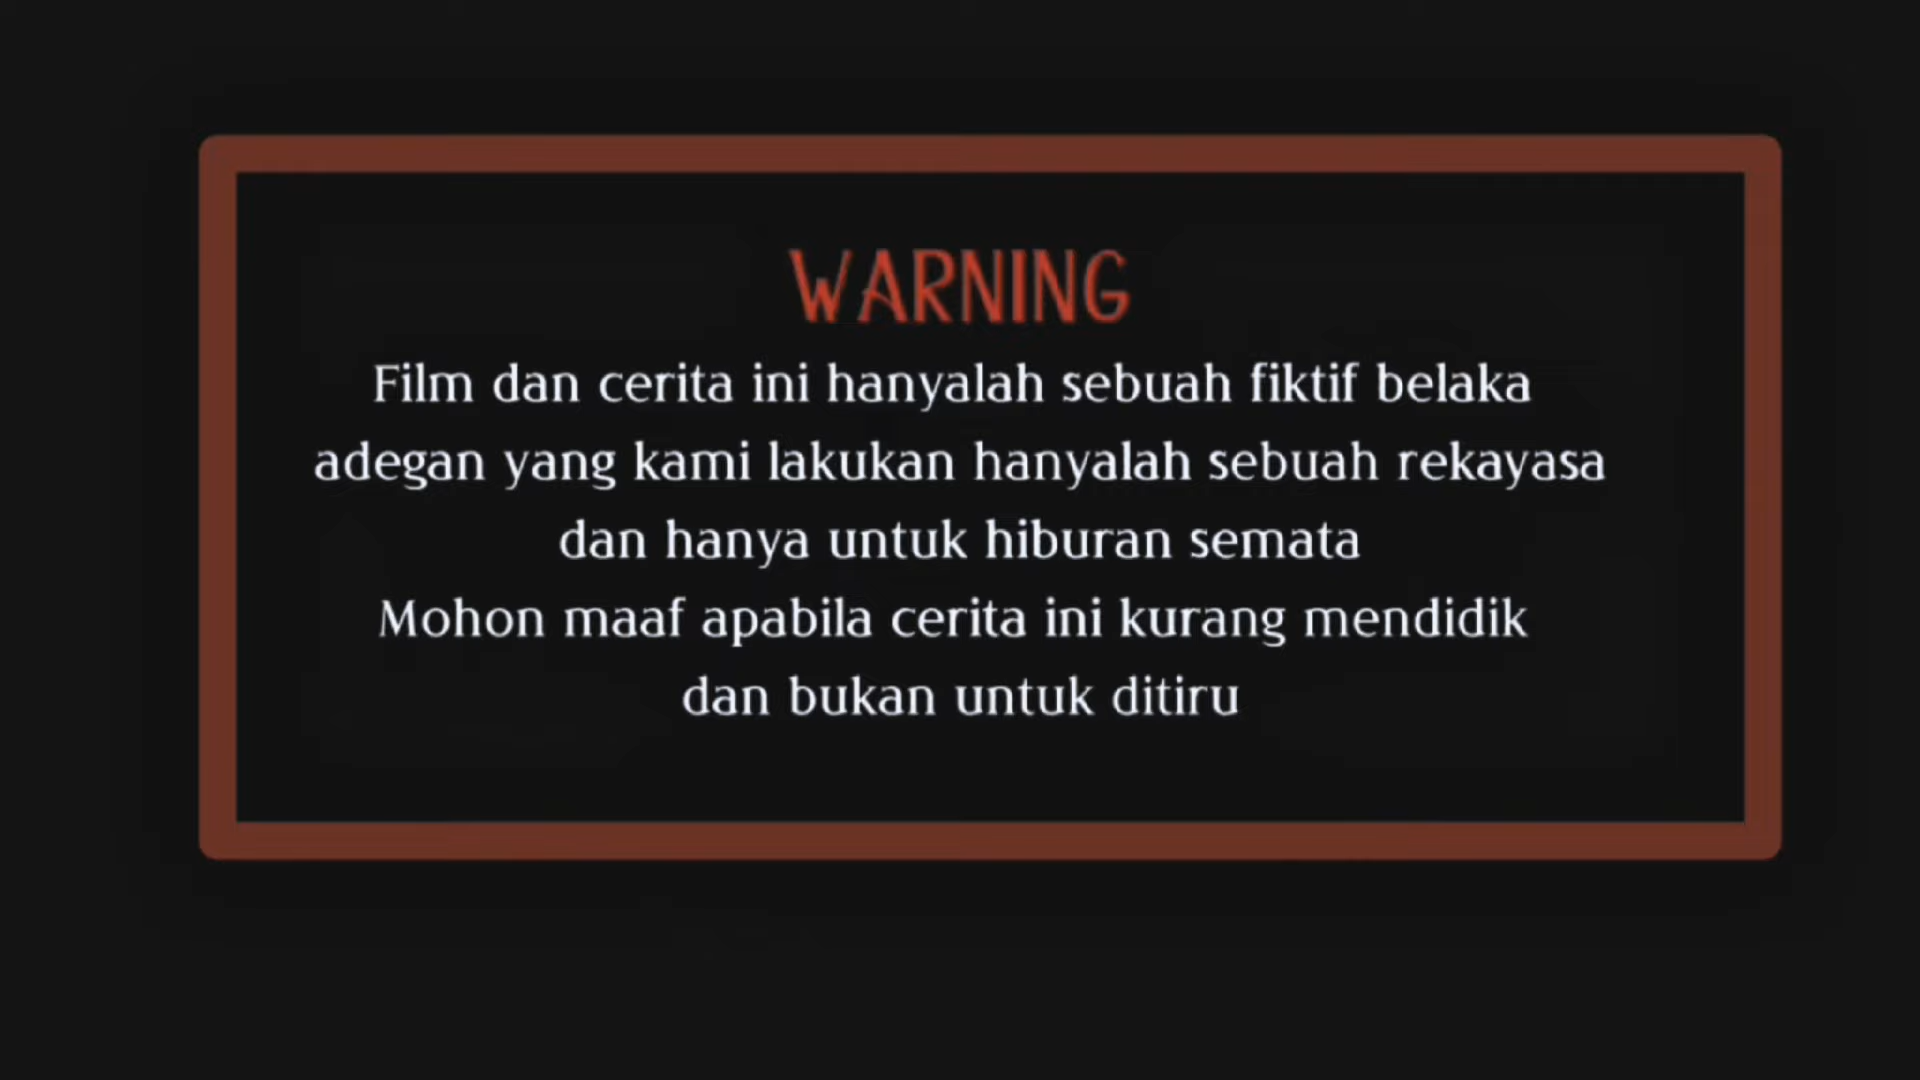 WARNING
Film dan cerita ini hanyalah sebuah fiktif belaka
adegan yang kami lakukan hanyalah sebuah rekayasa
dan hanya untuk hiburan semata
Mohon maaf apabila cerita ini kurang mendidik
dan bukan untuk ditiru